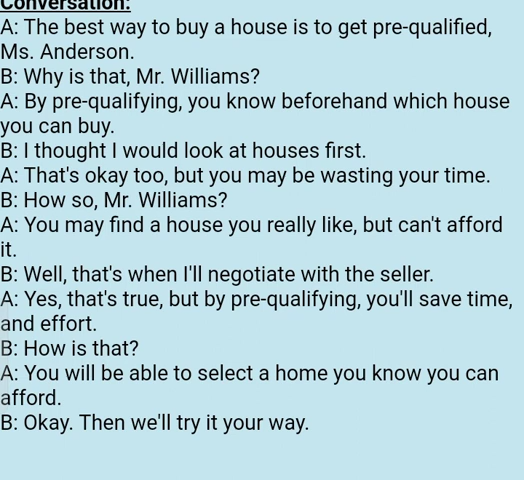 Conversation:
A: The best way to buy a house is to get pre-qualified,
Ms. Anderson.
B: Why is that, Mr. Williams?
A: By pre-qualifying, you know beforehand which house
you can buy.
B: I thought I would look at houses first.
A: That's okay too, but you may be wasting your time.
B: How so, Mr. Williams?
A: You may find a house you really like, but can't afford
it.
B: Well, that's when I'll negotiate with the seller.
A: Yes, that's true, but by pre-qualifying, you'll save time,
and effort.
B: How is that?
A: You will be able to select a home you know you can
afford.
B: Okay. Then we'll try it your way.